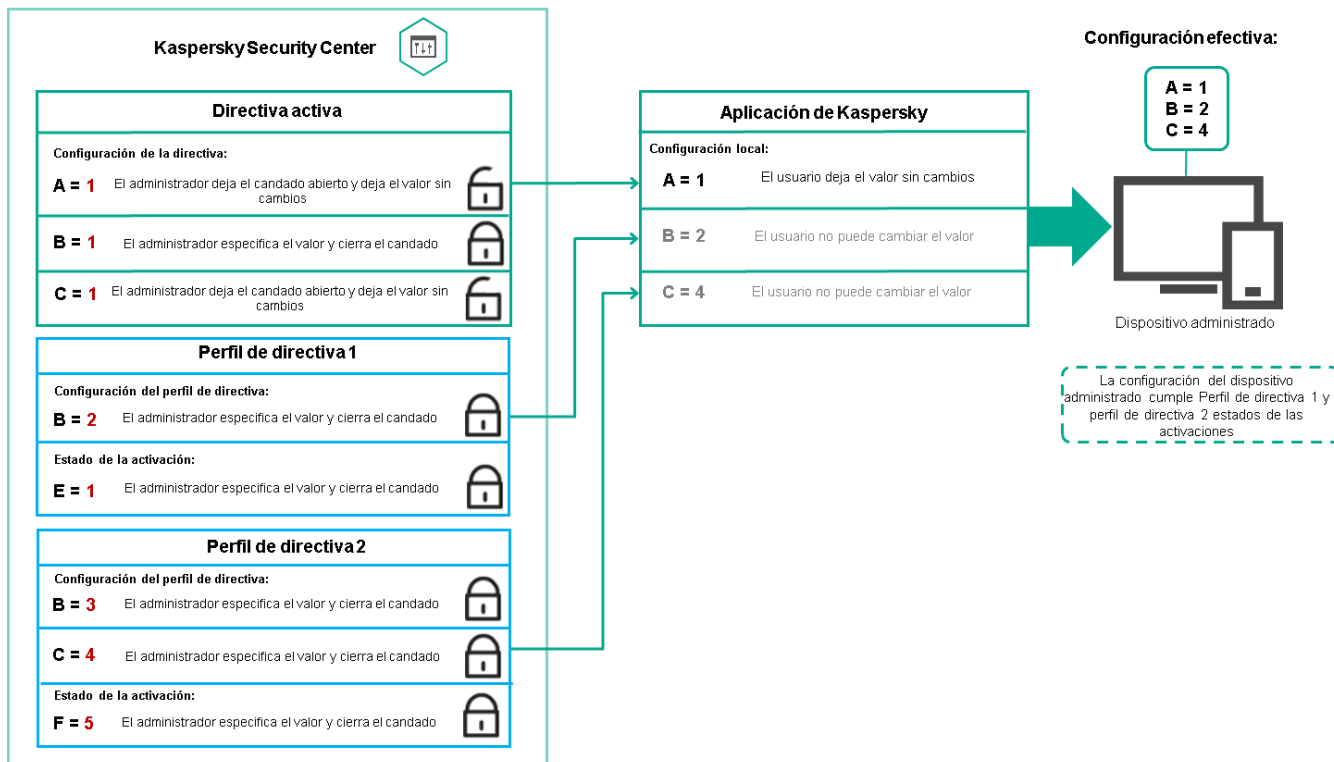 Kaspersky Security Center
Directiva activa
Configuración de la directiva:
A = 1
El administrador deja el candado abierto y deja el valor sin
cambios
B = 1
El administrador especifica el valor y cierra el candado
C = 1
El administrador deja el candado abierto y deja el valor sin
cambios
Perfil de directiva 1
Configuración del perfil de directiva:
B = 2
El administrador especifica el valor y cierra el candado
Estado de la activación:
E = 1
El administrador especifica el valor y cierra el candado
Perfil de directiva 2
Configuración del perfil de directiva:
B = 3
El administrador especifica el valor y cierra el candado
C = 4
El administrador especifica el valor y cierra el candado
Estado de la activación:
F = 5
El administrador especifica el valor y cierra el candado
Aplicación de Kaspersky
Configuración local:
A = 1
El usuario deja el valor sin cambios
B = 2
El usuario no puede cambiar el valor
C = 4
El usuario no puede cambiar el valor
Configuración efectiva:
A = 1
B = 2
C = 4
Dispositivo administrado
La configuración del dispositivo
administrado cumple Perfil de directiva 1 y
perfil de directiva 2 estados de las
activaciones